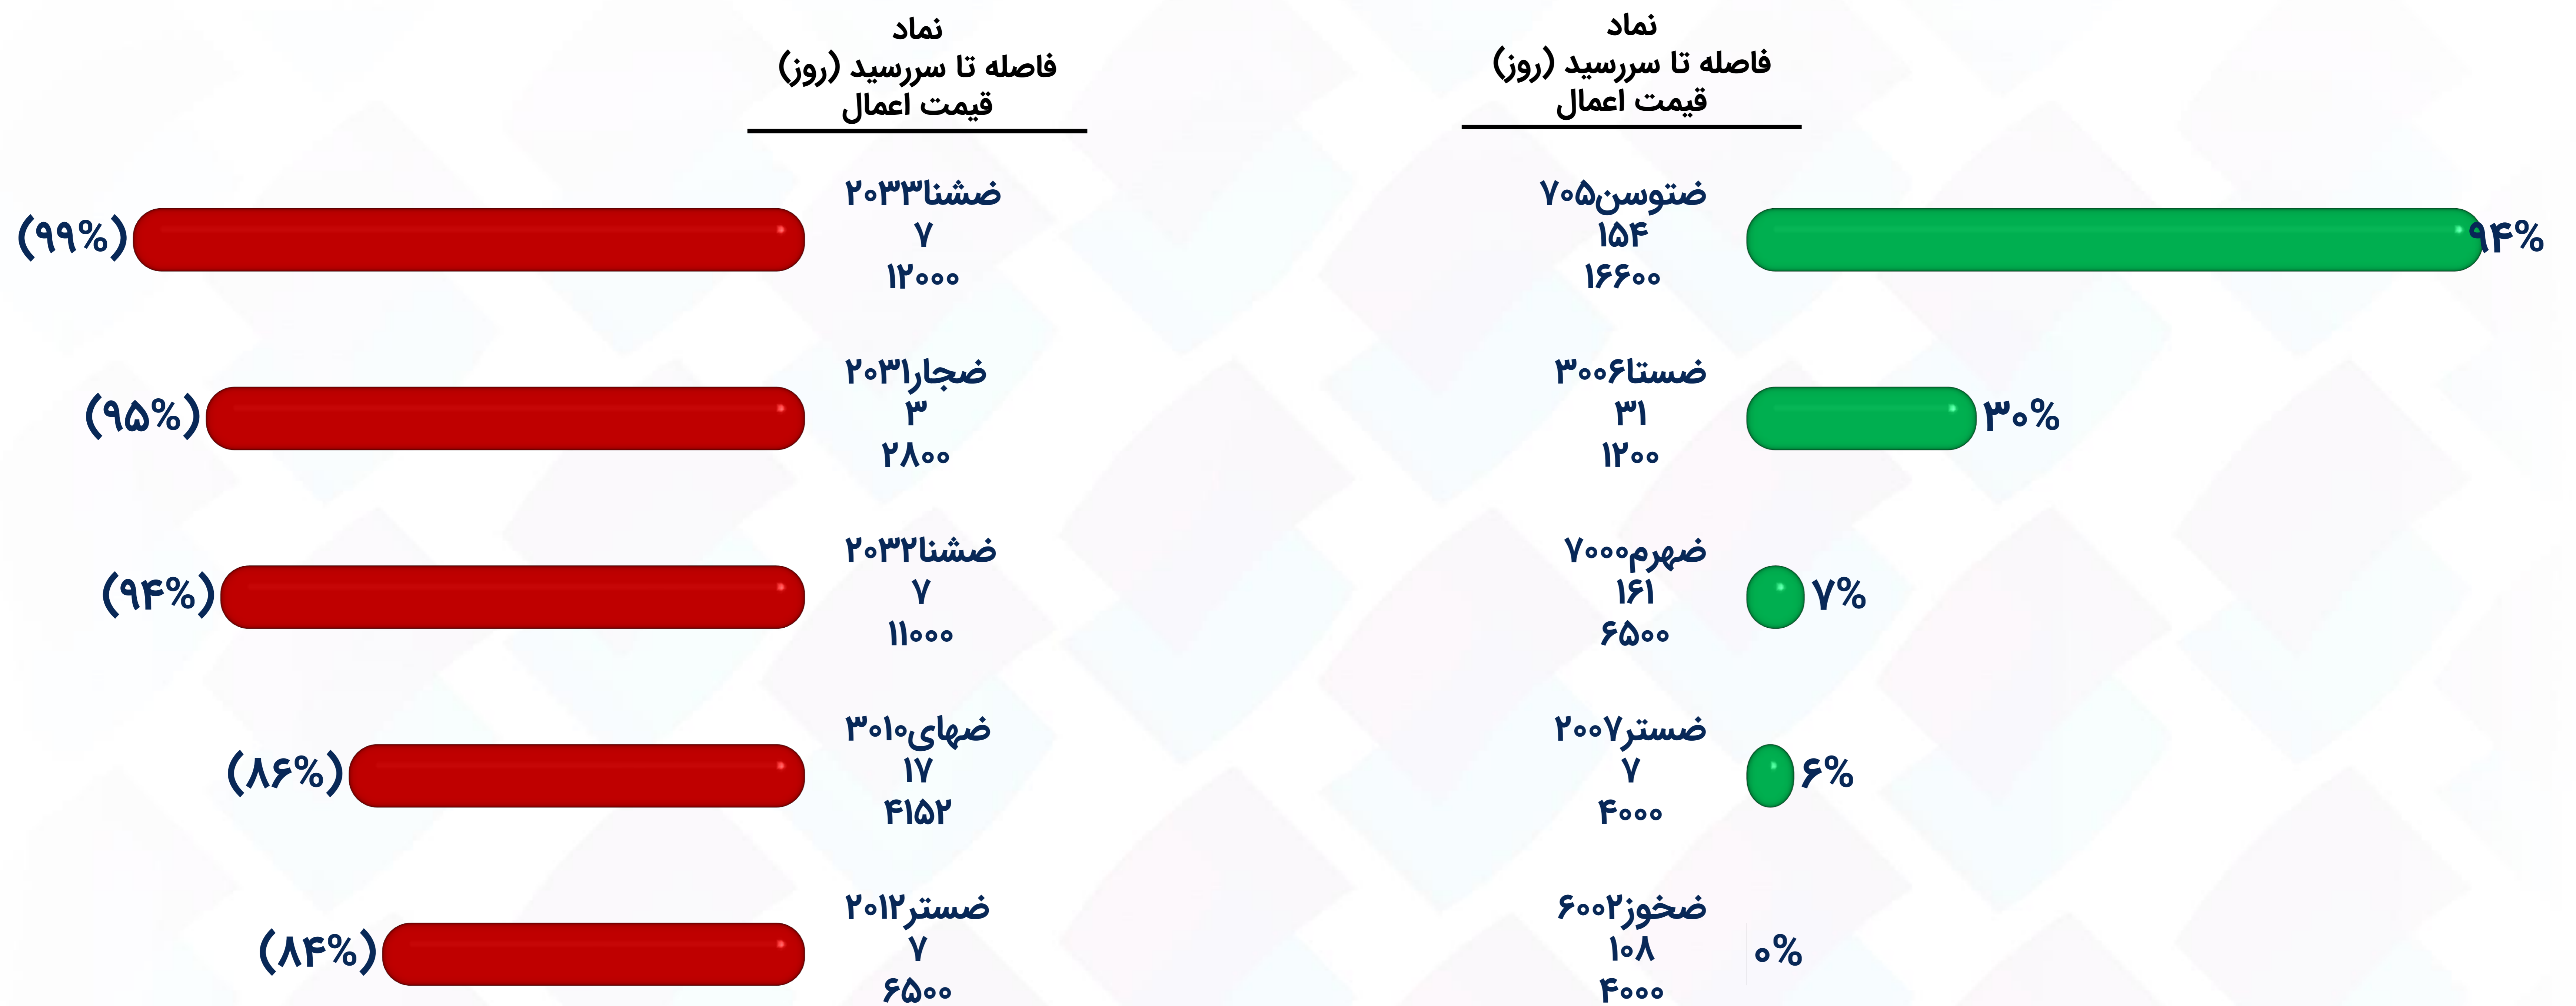 نماد
فاصله تا سررسید (روز)
قیمت اعمال
ضتوسن۷۰۵
۱۵۴
۱۶۶۰۰
۹۴%
ضستا۳۰۰۶
۳۱
۱۲۰۰
۳۰%
ضهرم۷۰۰۰
۱۶۱
۶۵۰۰
۷%
ضستر۲۰۰۷
۷
۴۰۰۰
۶%
ضخوز۶۰۰۲
۱۰۸
۴۰۰۰
۰%
نماد
فاصله تا سررسید (روز)
قیمت اعمال
ضشنا۲۰۳۳
۷
۱۲۰۰۰
(۹۹%)
ضجار۲۰۳۱
۳
۲۸۰۰
(۹۵%)
ضشنا۲۰۳۲
۷
۱۱۰۰۰
(۹۴%)
ضهای۳۰۱۰
۱۷
۴۱۵۲
(۸۶%)
ضستر۲۰۱۲
۷
۶۵۰۰
(۸۴%)